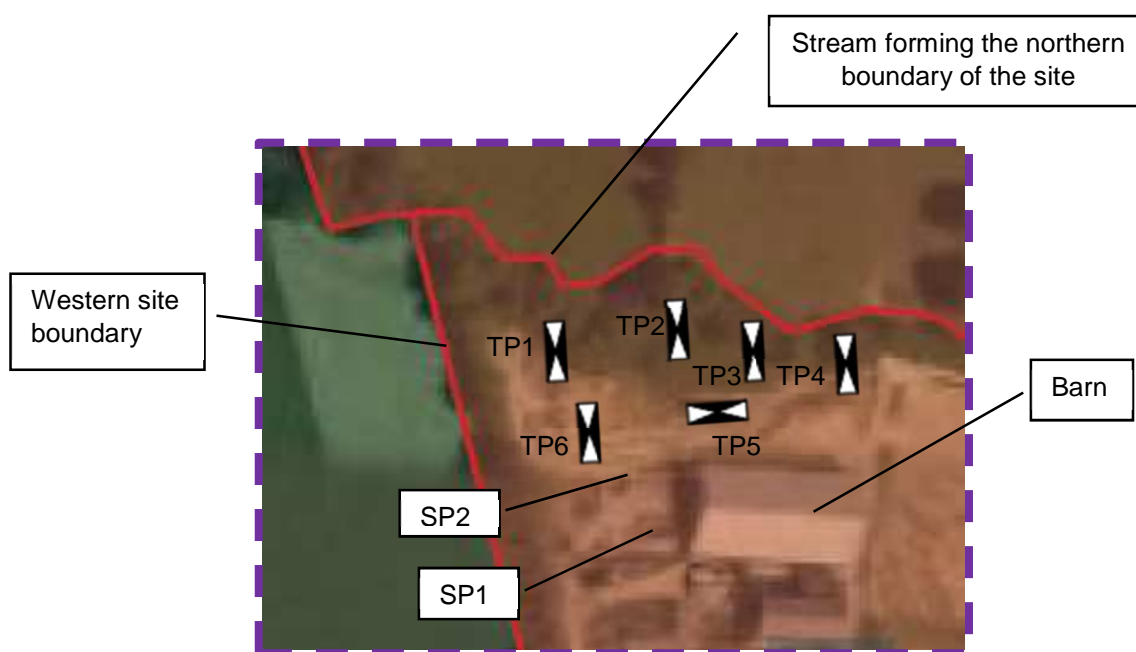 Stream forming the northern
boundary of the site
Western site
boundary
TP1
TP2
TP3
TP4
Barn
TP6
TP5
SP2
SP1